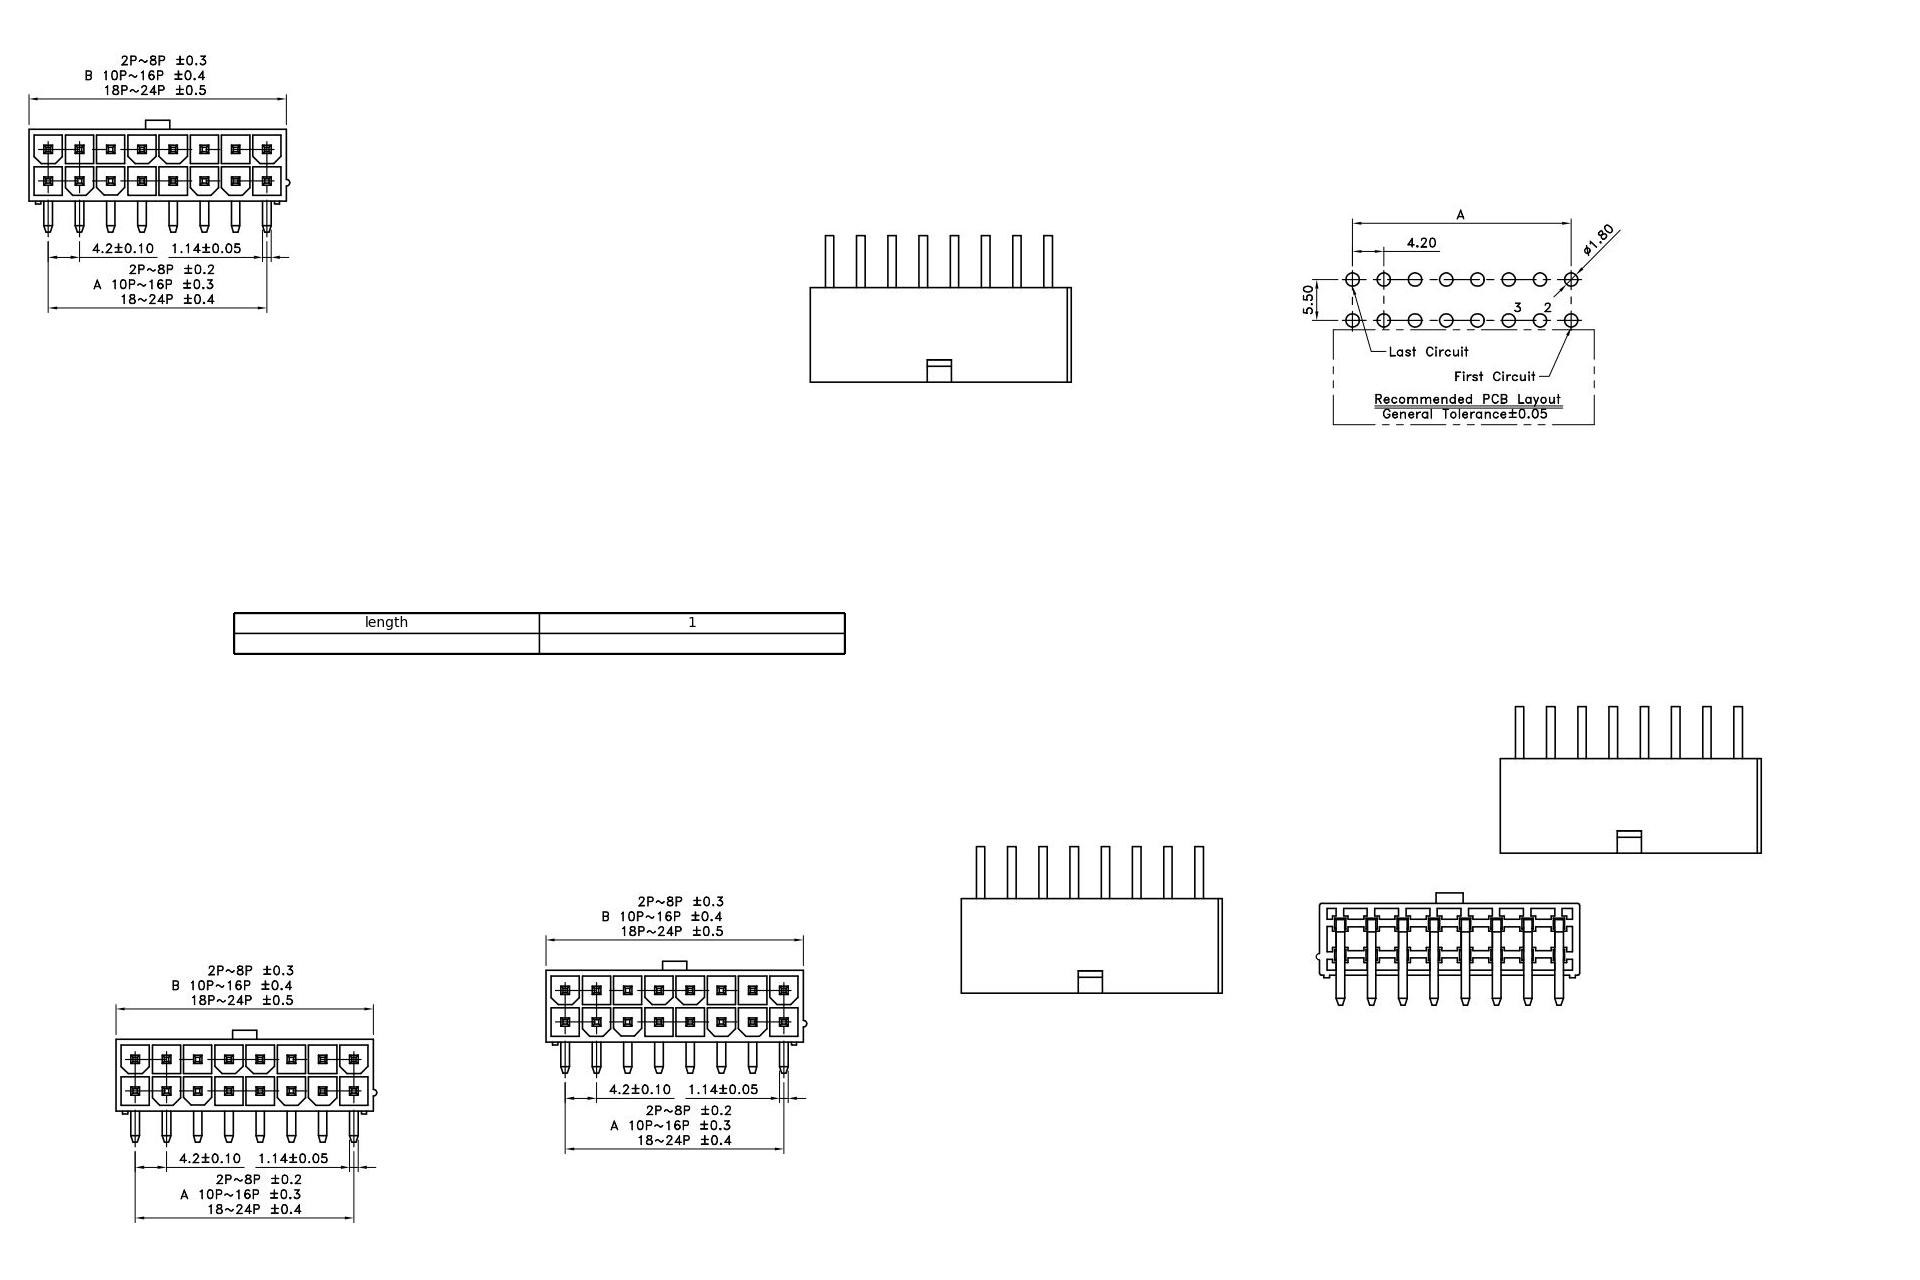 2P~8P ±0.3
B 10P~16P ±0.4
18P~24P ±0.5
4.2±0.10 1.14±0.05
2P~8P ±0.2
A 10P~16P ±0.3
18~24P ±0.4
A
4.20
ø1.80
5.50
3 2
Last Circuit
First Circuit
Recommended PCB Layout
General Tolerance±0.05
length 1
2P~8P ±0.3
B 10P~16P ±0.4
18P~24P ±0.5
4.2±0.10 1.14±0.05
2P~8P ±0.2
A 10P~16P ±0.3
18~24P ±0.4
2P~8P ±0.3
B 10P~16P ±0.4
18P~24P ±0.5
4.2±0.10 1.14±0.05
2P~8P ±0.2
A 10P~16P ±0.3
18~24P ±0.4